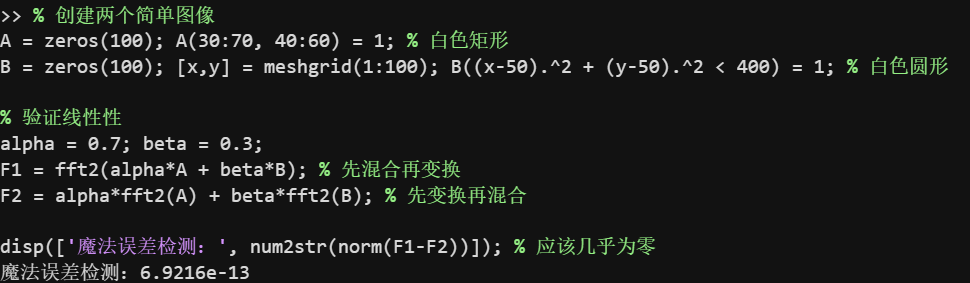 >> % 创建两个简单图像
A = zeros(100); A(30:70, 40:60) = 1; % 白色矩形
B = zeros(100); [x,y] = meshgrid(1:100); B((x-50).^2 + (y-50).^2 < 400) = 1; % 白色圆形
% 验证线性性
alpha = 0.7; beta = 0.3;
F1 = fft2(alpha*A + beta*B); % 先混合再变换
F2 = alpha*fft2(A) + beta*fft2(B); % 先变换再混合
disp(['魔法误差检测：', num2str(norm(F1-F2))]); % 应该几乎为零
魔法误差检测：6.9216e-13